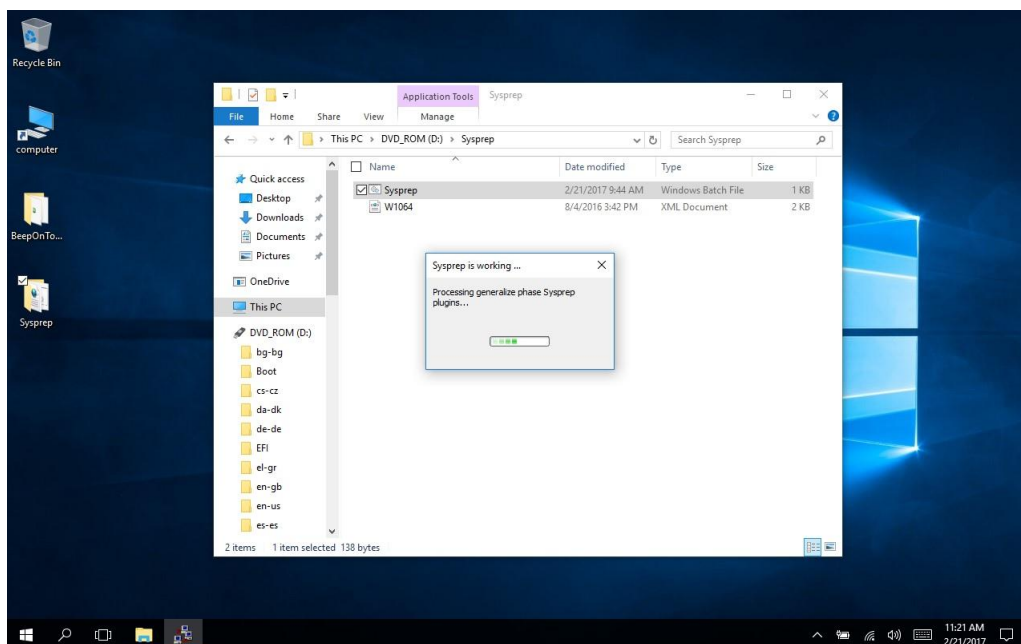 Recycle Bin
computer
BeepOnTo...
Sysprep
Application Tools Sysprep
File Home Share View Manage
This PC > DVD_ROM (D:) > Sysprep
Search Sysprep
Name Date modified Type Size
Sysprep 2/21/2017 9:44 AM Windows Batch File 1 KB
W1064 8/4/2016 3:42 PM XML Document 2 KB
Quick access
Desktop
Downloads
Documents
Pictures
OneDrive
This PC
DVD_ROM (D:)
bg-bg
Boot
cs-cz
da-dk
de-de
EFI
el-gr
en-gb
en-us
es-es
Sysprep is working ...
Processing generalize phase Sysprep
plugins...
2 items 1 item selected 138 bytes
11:21 AM
2/21/2017